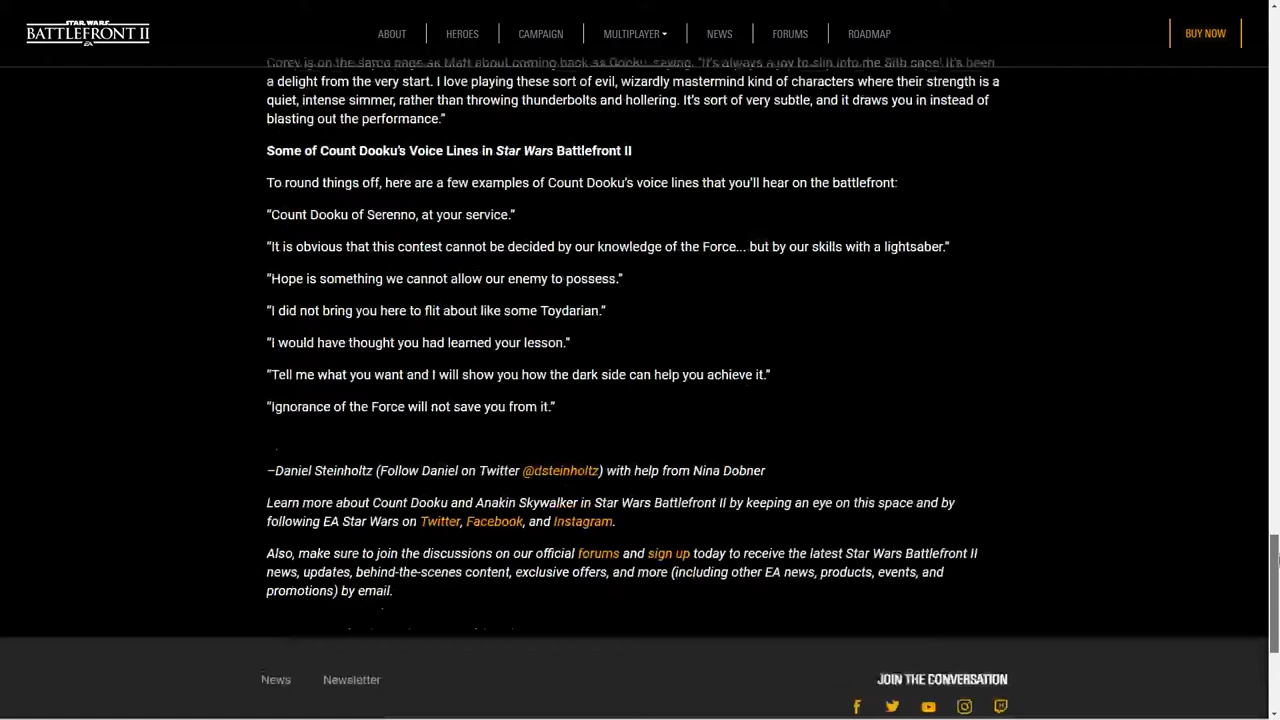 STAR WARS
BATTLEFRONT II
EA
ABOUT
HEROES
CAMPAIGN
MULTIPLAYER
NEWS
FORUMS
ROADMAP
BUY NOW
Corey is on the same page as Matt about coming back as Dooku, saying, "It's always a joy to slip into the Sith cape! It's been
a delight from the very start. I love playing these sort of evil, wizardly mastermind kind of characters where their strength is a
quiet, intense simmer, rather than throwing thunderbolts and hollering. It's sort of very subtle, and it draws you in instead of
blasting out the performance."
Some of Count Dooku's Voice Lines in Star Wars Battlefront II
To round things off, here are a few examples of Count Dooku's voice lines that you'll hear on the battlefront:
"Count Dooku of Serenno, at your service."
"It is obvious that this contest cannot be decided by our knowledge of the Force... but by our skills with a lightsaber."
"Hope is something we cannot allow our enemy to possess."
"I did not bring you here to flit about like some Toydarian."
"I would have thought you had learned your lesson."
"Tell me what you want and I will show you how the dark side can help you achieve it."
"Ignorance of the Force will not save you from it."
–Daniel Steinholtz (Follow Daniel on Twitter @dsteinholtz) with help from Nina Dobner
Learn more about Count Dooku and Anakin Skywalker in Star Wars Battlefront II by keeping an eye on this space and by
following EA Star Wars on Twitter, Facebook, and Instagram.
Also, make sure to join the discussions on our official forums and sign up today to receive the latest Star Wars Battlefront II
news, updates, behind-the-scenes content, exclusive offers, and more (including other EA news, products, events, and
promotions) by email.
News
Newsletter
JOIN THE CONVERSATION